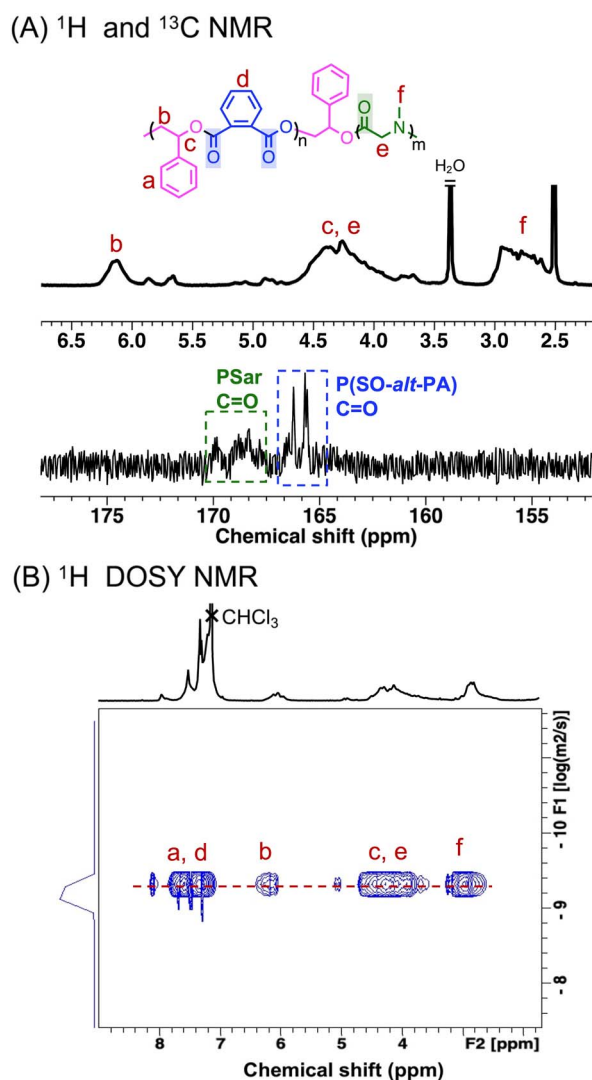 (A) ¹H and ¹³C NMR
d
b
O
O
n
O
O
f
N
m
c
O
O
e
a
H₂O
b
c, e
f
6.5 6.0 5.5 5.0 4.5 4.0 3.5 3.0 2.5
PSar
C=O
P(SO-alt-PA)
C=O
175 170 165 160 155
Chemical shift (ppm)
(B) ¹H DOSY NMR
CHCl₃
a, d
b
c, e
f
- 10
- 9
- 8
F1 [log(m2/s)]
8 7 6 5 4 F2 [ppm]
Chemical shift (ppm)